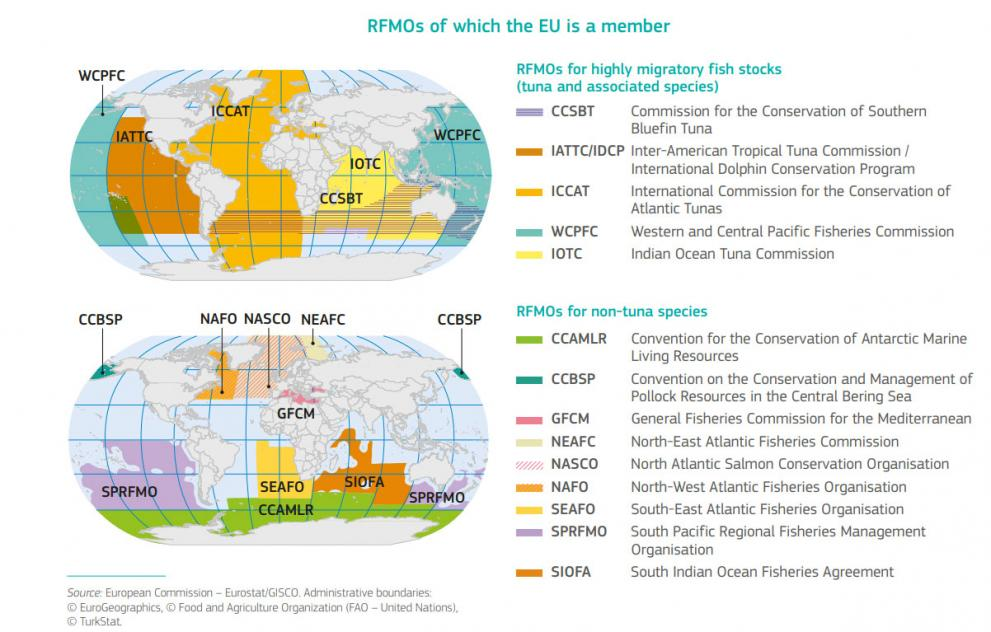 RFMOs of which the EU is a member
WCPFC
ICCAT
IATTC
WCPFC
IOTC
CCSBT
RFMOs for highly migratory fish stocks
(tuna and associated species)
CCSBT Commission for the Conservation of Southern
Bluefin Tuna
IATTC/IDCP Inter-American Tropical Tuna Commission /
International Dolphin Conservation Program
ICCAT International Commission for the Conservation of
Atlantic Tunas
WCPFC Western and Central Pacific Fisheries Commission
IOTC Indian Ocean Tuna Commission
CCBSP
NAFO NASCO NEAFC
CCBSP
GFCM
SPRFMO
SEAFO
SIOFA
SPRFMO
CCAMLR
RFMOs for non-tuna species
CCAMLR Convention for the Conservation of Antarctic Marine
Living Resources
CCBSP Convention on the Conservation and Management of
Pollock Resources in the Central Bering Sea
GFCM General Fisheries Commission for the Mediterranean
NEAFC North-East Atlantic Fisheries Commission
NASCO North Atlantic Salmon Conservation Organisation
NAFO North-West Atlantic Fisheries Organisation
SEAFO South-East Atlantic Fisheries Organisation
SPRFMO South Pacific Regional Fisheries Management
Organisation
SIOFA South Indian Ocean Fisheries Agreement
Source: European Commission – Eurostat/GISCO. Administrative boundaries:
© EuroGeographics, © Food and Agriculture Organization (FAO – United Nations),
© TurkStat.